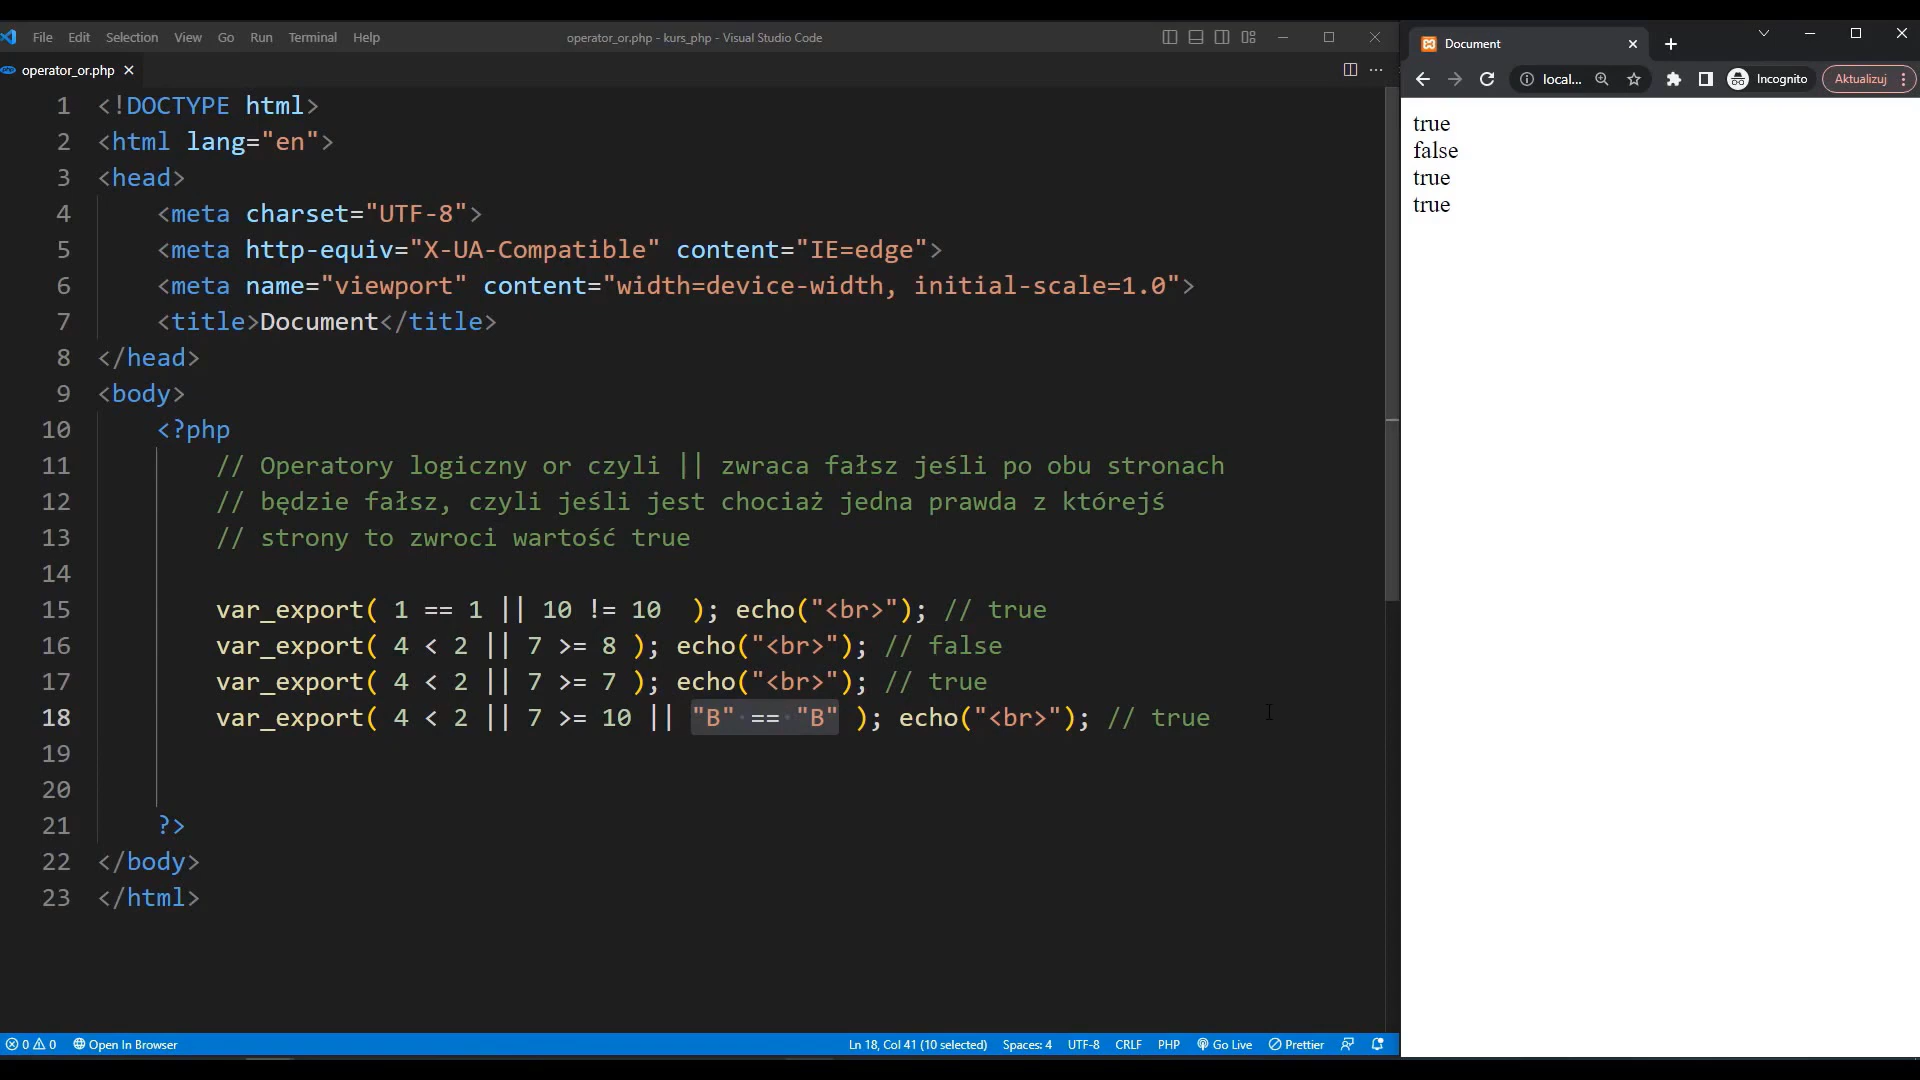 File Edit Selection View Go Run Terminal Help
operator_or.php - kurs_php - Visual Studio Code
operator_or.php
1 <!DOCTYPE html>
2 <html lang="en">
3 <head>
4 <meta charset="UTF-8">
5 <meta http-equiv="X-UA-Compatible" content="IE=edge">
6 <meta name="viewport" content="width=device-width, initial-scale=1.0">
7 <title>Document</title>
8 </head>
9 <body>
10 <?php
11 // Operatory logiczny or czyli || zwraca fałsz jeśli po obu stronach
12 // będzie fałsz, czyli jeśli jest chociaż jedna prawda z którejś
13 // strony to zwroci wartość true
14
15 var_export( 1 == 1 || 10 != 10  ); echo("<br>"); // true
16 var_export( 4 < 2 || 7 >= 8 ); echo("<br>"); // false
17 var_export( 4 < 2 || 7 >= 7 ); echo("<br>"); // true
18 var_export( 4 < 2 || 7 >= 10 || "B" == "B" ); echo("<br>"); // true
19
20
21 ?>
22 </body>
23 </html>
0 0 Open In Browser
Ln 18, Col 41 (10 selected) Spaces: 4 UTF-8 CRLF PHP Go Live Prettier
Document
local... Incognito Aktualizuj
true
false
true
true